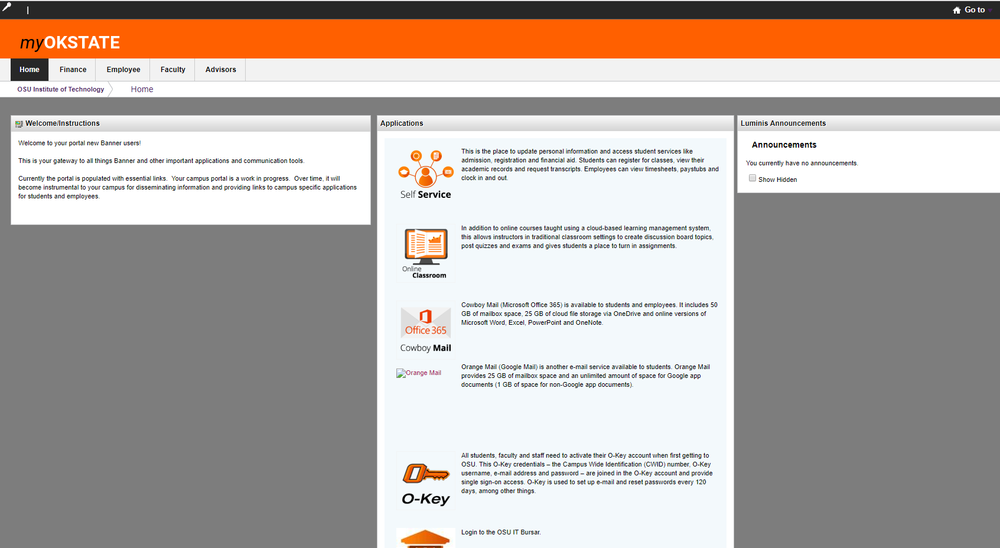 |
Go to
myOKSTATE
Home
Finance
Employee
Faculty
Advisors
OSU Institute of Technology
Home
Welcome/Instructions
Welcome to your portal new Banner users!
This is your gateway to all things Banner and other important applications and communication tools.
Currently the portal is populated with essential links.  Your campus portal is a work in progress.  Over time, it will
become instrumental to your campus for disseminating information and providing links to campus specific applications
for students and employees.
Applications
Self Service
This is the place to update personal information and access student services like
admission, registration and financial aid. Students can register for classes, view their
academic records and request transcripts. Employees can view timesheets, paystubs and
clock in and out.
Online
Classroom
In addition to online courses taught using a cloud-based learning management system,
this allows instructors in traditional classroom settings to create discussion board topics,
post quizzes and exams and gives students a place to turn in assignments.
Office 365
Cowboy Mail
Cowboy Mail (Microsoft Office 365) is available to students and employees. It includes 50
GB of mailbox space, 25 GB of cloud file storage via OneDrive and online versions of
Microsoft Word, Excel, PowerPoint and OneNote.
Orange Mail
Orange Mail (Google Mail) is another e-mail service available to students. Orange Mail
provides 25 GB of mailbox space and an unlimited amount of space for Google app
documents (1 GB of space for non-Google app documents).
O-Key
All students, faculty and staff need to activate their O-Key account when first getting to
OSU. This O-Key credentials – the Campus Wide Identification (CWID) number, O-Key
username, e-mail address and password – are joined in the O-Key account and provide
single sign-on access. O-Key is used to set up e-mail and reset passwords every 120
days, among other things.
Login to the OSU IT Bursar.
Luminis Announcements
Announcements
You currently have no announcements.
Show Hidden